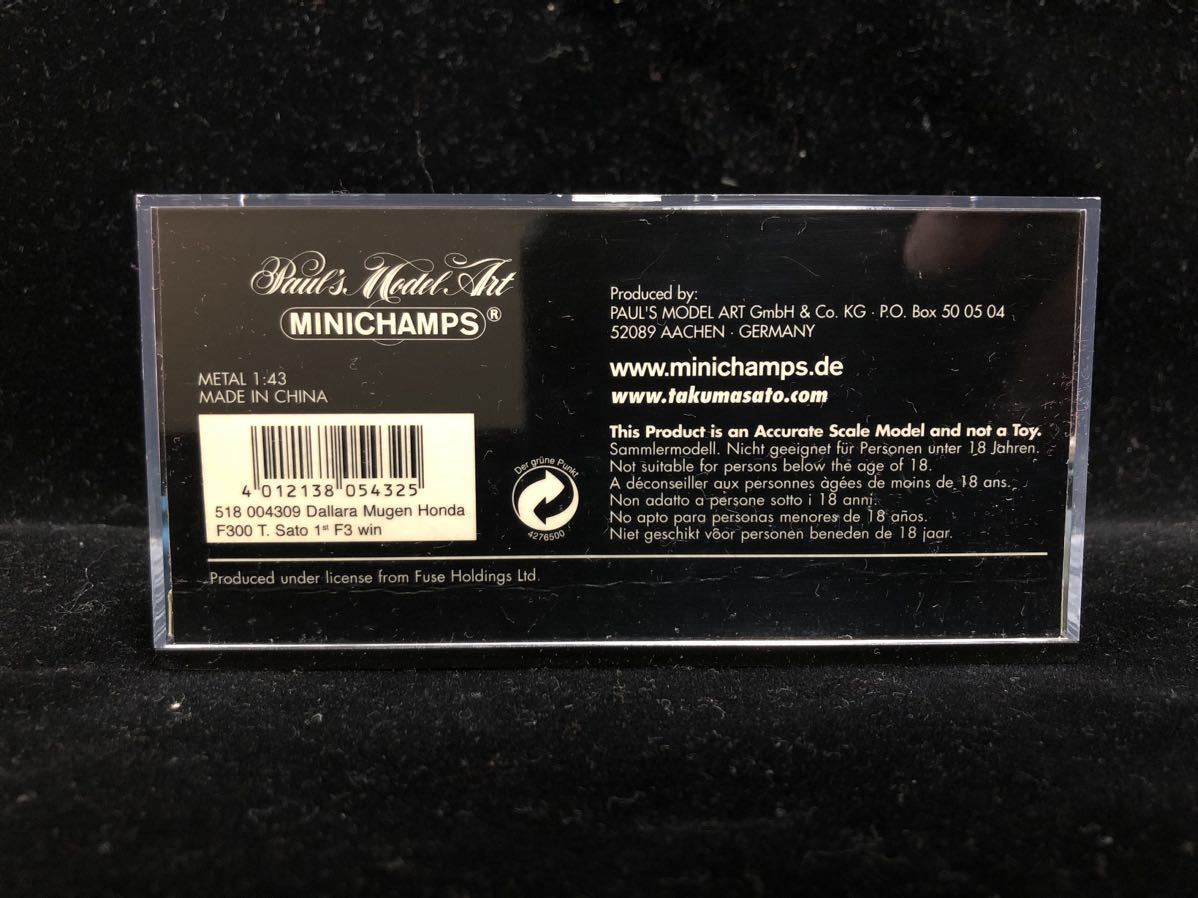 Paul's Model Art
MINICHAMPS®
METAL 1:43
MADE IN CHINA
4 012138 054325
518 004309 Dallara Mugen Honda
F300 T. Sato 1st F3 win
Der grüne Punkt
4276500
Produced by:
PAUL'S MODEL ART GmbH & Co. KG · P.O. Box 50 05 04
52089 AACHEN · GERMANY
www.minichamps.de
www.takumasato.com
This Product is an Accurate Scale Model and not a Toy.
Sammlermodell. Nicht geeignet für Personen unter 18 Jahren.
Not suitable for persons below the age of 18.
A déconseiller aux personnes âgées de moins de 18 ans.
Non adatto a persone sotto i 18 anni.
No apto para personas menores de 18 años.
Niet geschikt voor personen beneden de 18 jaar.
Produced under license from Fuse Holdings Ltd.